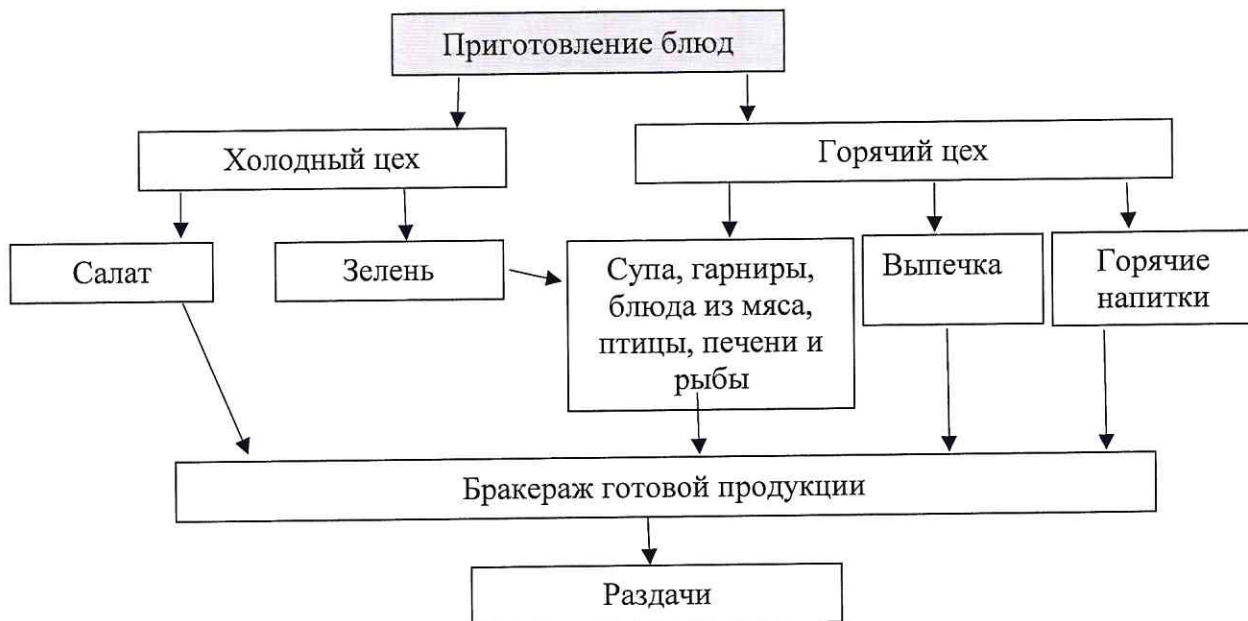 Приготовление блюд
Холодный цех
Горячий цех
Салат
Зелень
Супа, гарниры,
блюда из мяса,
птицы, печени и
рыбы
Выпечка
Горячие
напитки
Бракераж готовой продукции
Раздачи